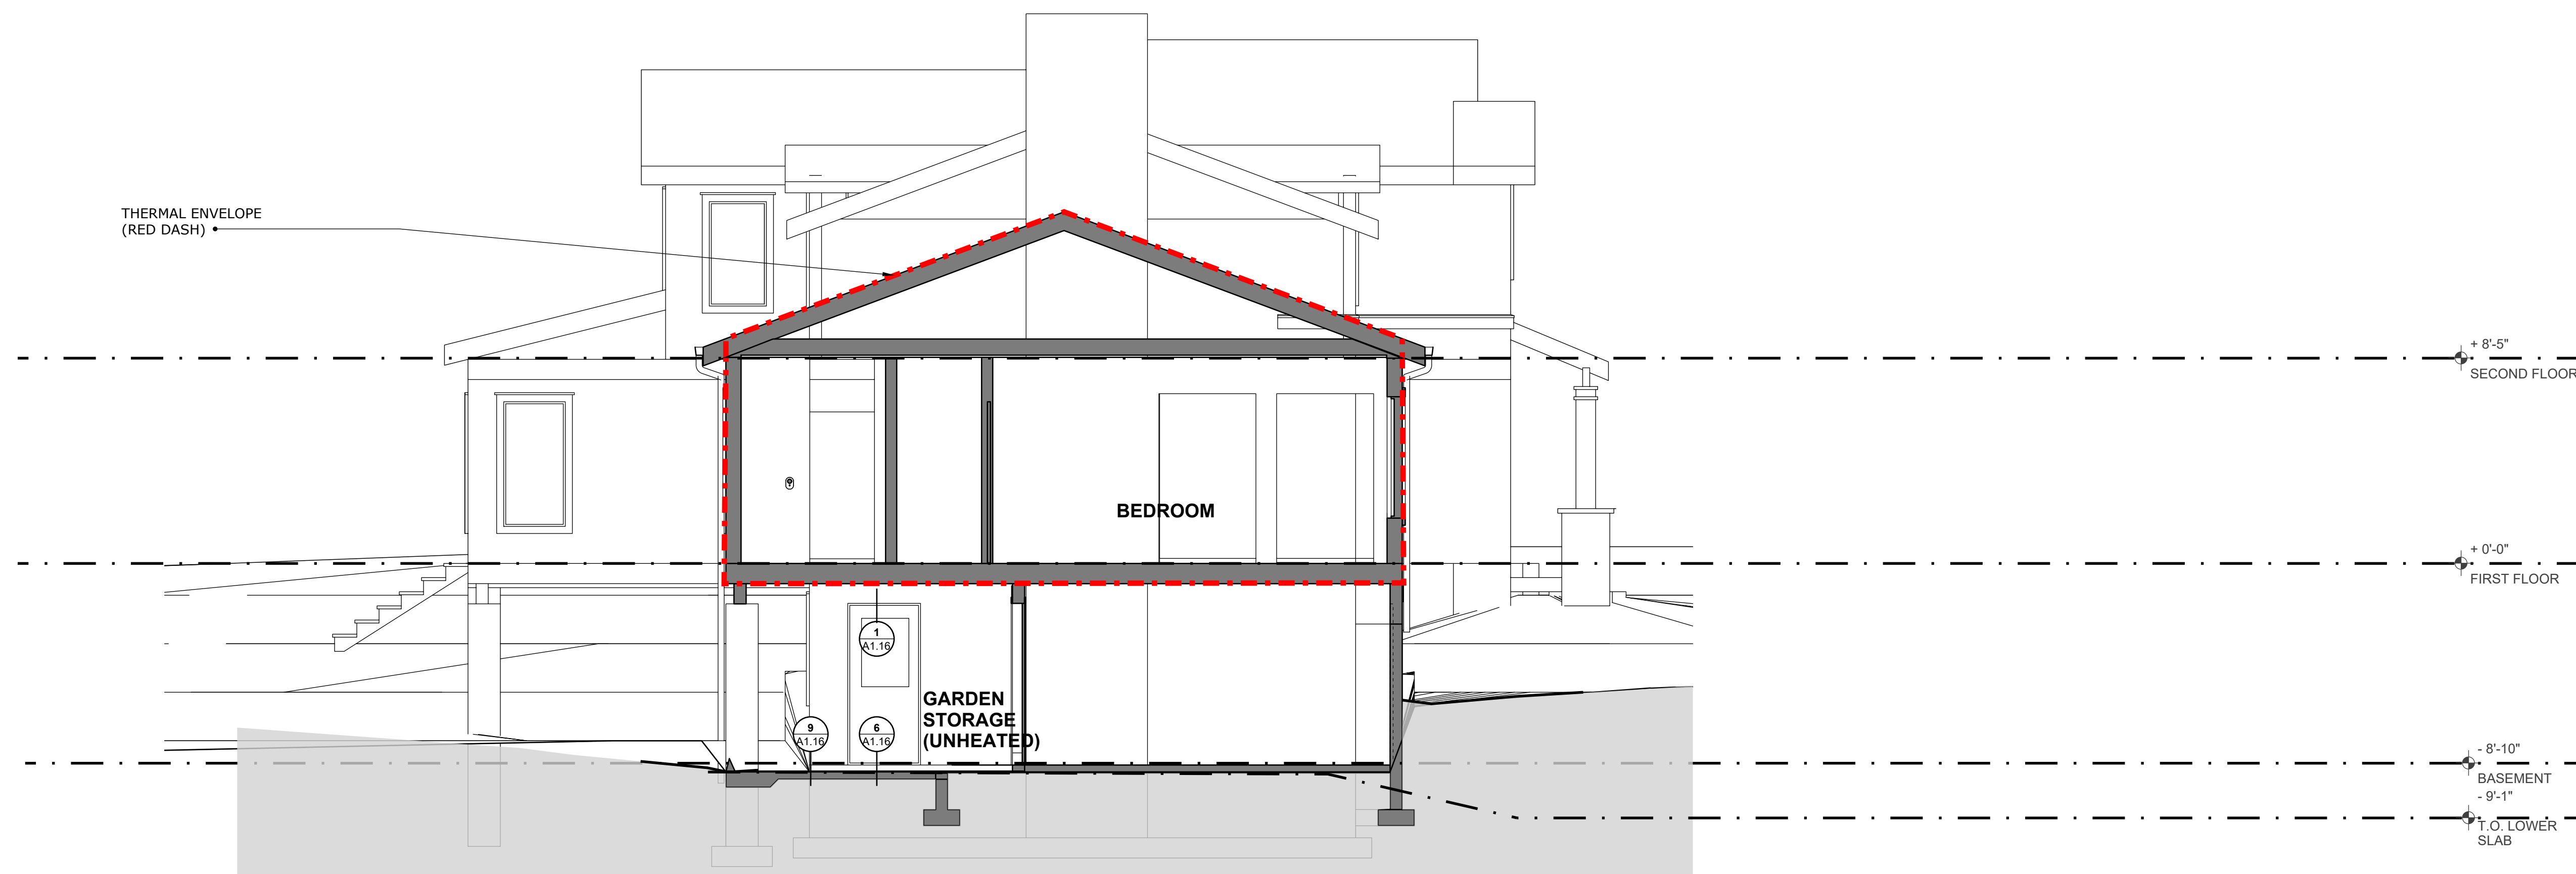 THERMAL ENVELOPE
(RED DASH)
+ 8'-5"
SECOND FLOOR
BEDROOM
+ 0'-0"
FIRST FLOOR
1
A1.16
GARDEN
STORAGE
(UNHEATED)
9
A1.16
6
A1.16
- 8'-10"
BASEMENT
- 9'-1"
T.O. LOWER
SLAB